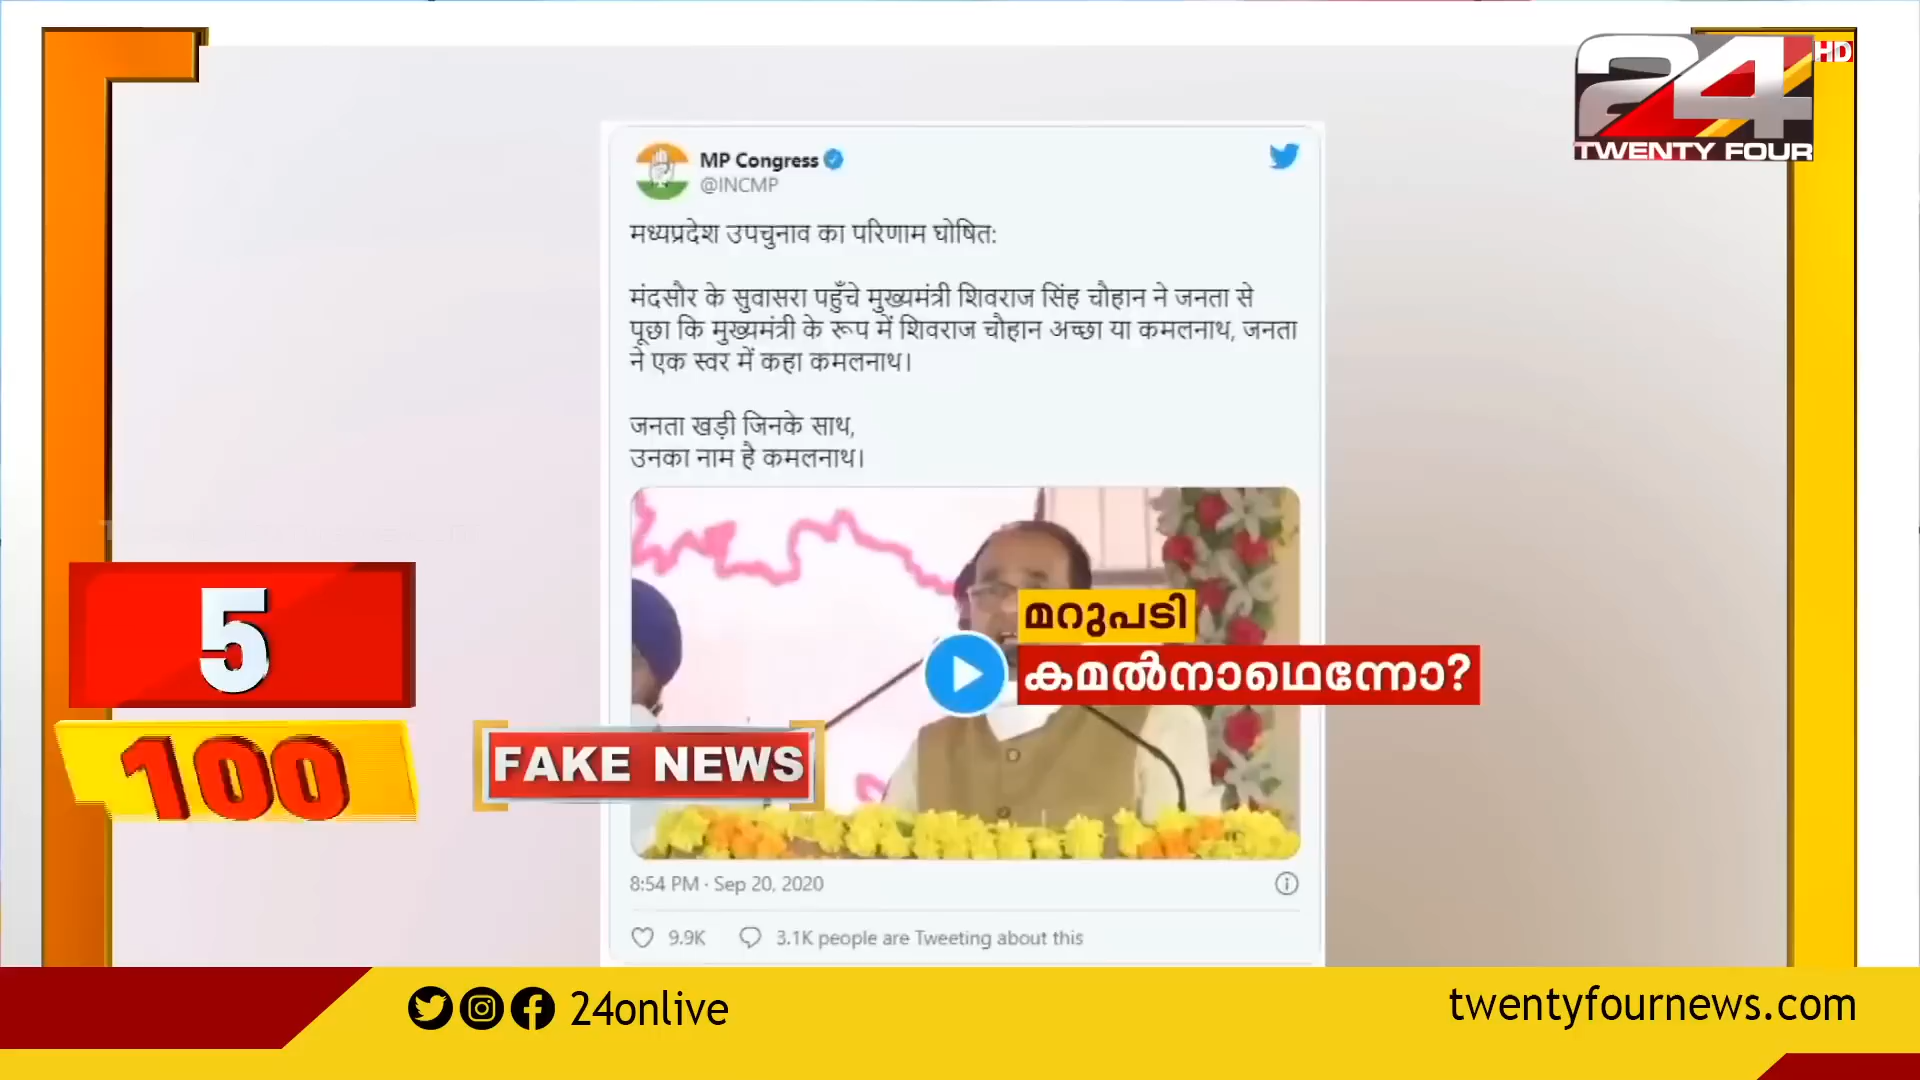 24
HD
TWENTY FOUR
MP Congress
@INCMP
मध्यप्रदेश उपचुनाव का परिणाम घोषित:
मंदसौर के सुवासरा पहुँचे मुख्यमंत्री शिवराज सिंह चौहान ने जनता से
पूछा कि मुख्यमंत्री के रूप में शिवराज चौहान अच्छा या कमलनाथ, जनता
ने एक स्वर में कहा कमलनाथ।
जनता खड़ी जिनके साथ,
उनका नाम है कमलनाथ।
മറുപടി
കമൽനാഥെന്നോ?
5
100
FAKE NEWS
8:54 PM · Sep 20, 2020
9.9K 3.1K people are Tweeting about this
24onlive
twentyfournews.com